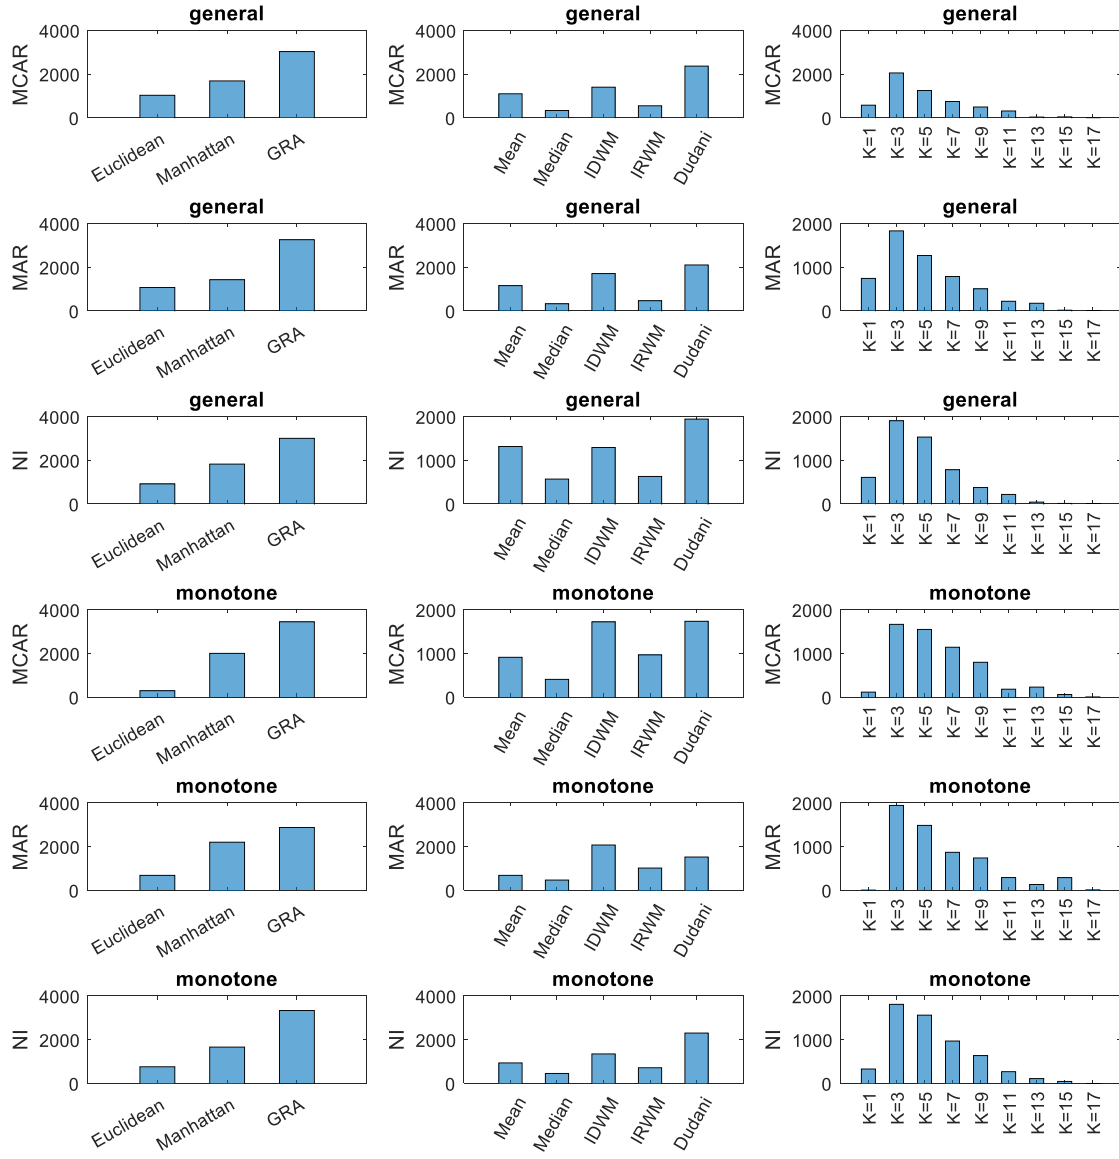 general
general
general
MCAR
4000
2000
0
Euclidean
Manhattan
GRA
MCAR
4000
2000
0
Mean
Median
IDWM
IRWM
Dudani
MCAR
4000
2000
0
K=1
K=3
K=5
K=7
K=9
K=11
K=13
K=15
K=17
general
general
general
MAR
4000
2000
0
Euclidean
Manhattan
GRA
MAR
4000
2000
0
Mean
Median
IDWM
IRWM
Dudani
MAR
2000
1000
0
K=1
K=3
K=5
K=7
K=9
K=11
K=13
K=15
K=17
general
general
general
NI
4000
2000
0
Euclidean
Manhattan
GRA
NI
2000
1000
0
Mean
Median
IDWM
IRWM
Dudani
NI
2000
1000
0
K=1
K=3
K=5
K=7
K=9
K=11
K=13
K=15
K=17
monotone
monotone
monotone
MCAR
4000
2000
0
Euclidean
Manhattan
GRA
MCAR
2000
1000
0
Mean
Median
IDWM
IRWM
Dudani
MCAR
2000
1000
0
K=1
K=3
K=5
K=7
K=9
K=11
K=13
K=15
K=17
monotone
monotone
monotone
MAR
4000
2000
0
Euclidean
Manhattan
GRA
MAR
4000
2000
0
Mean
Median
IDWM
IRWM
Dudani
MAR
2000
1000
0
K=1
K=3
K=5
K=7
K=9
K=11
K=13
K=15
K=17
monotone
monotone
monotone
NI
4000
2000
0
Euclidean
Manhattan
GRA
NI
4000
2000
0
Mean
Median
IDWM
IRWM
Dudani
NI
2000
1000
0
K=1
K=3
K=5
K=7
K=9
K=11
K=13
K=15
K=17